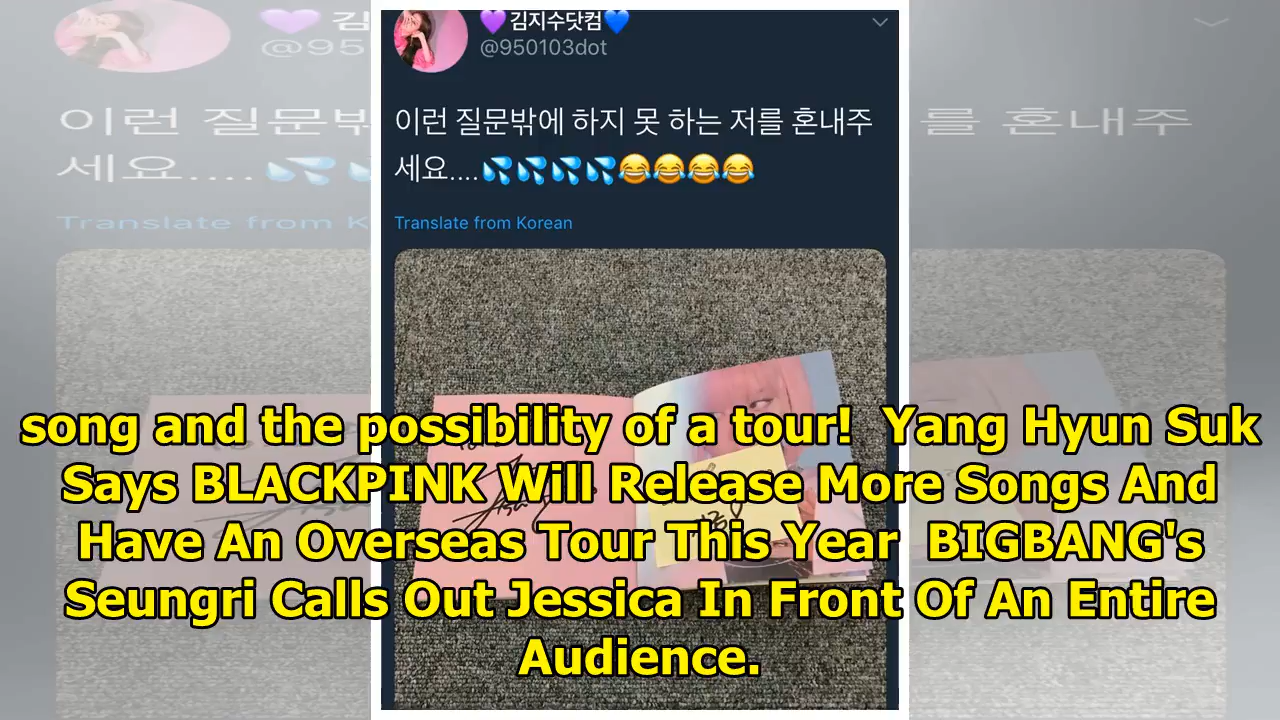 💜김지수닷컴💙
@950103dot
이런 질문밖에 하지 못 하는 저를 혼내주
세요....💦💦💦💦😂😂😂😂
Translate from Korean
song and the possibility of a tour! Yang Hyun Suk
Says BLACKPINK Will Release More Songs And
Have An Overseas Tour This Year BIGBANG's
Seungri Calls Out Jessica In Front Of An Entire
Audience.